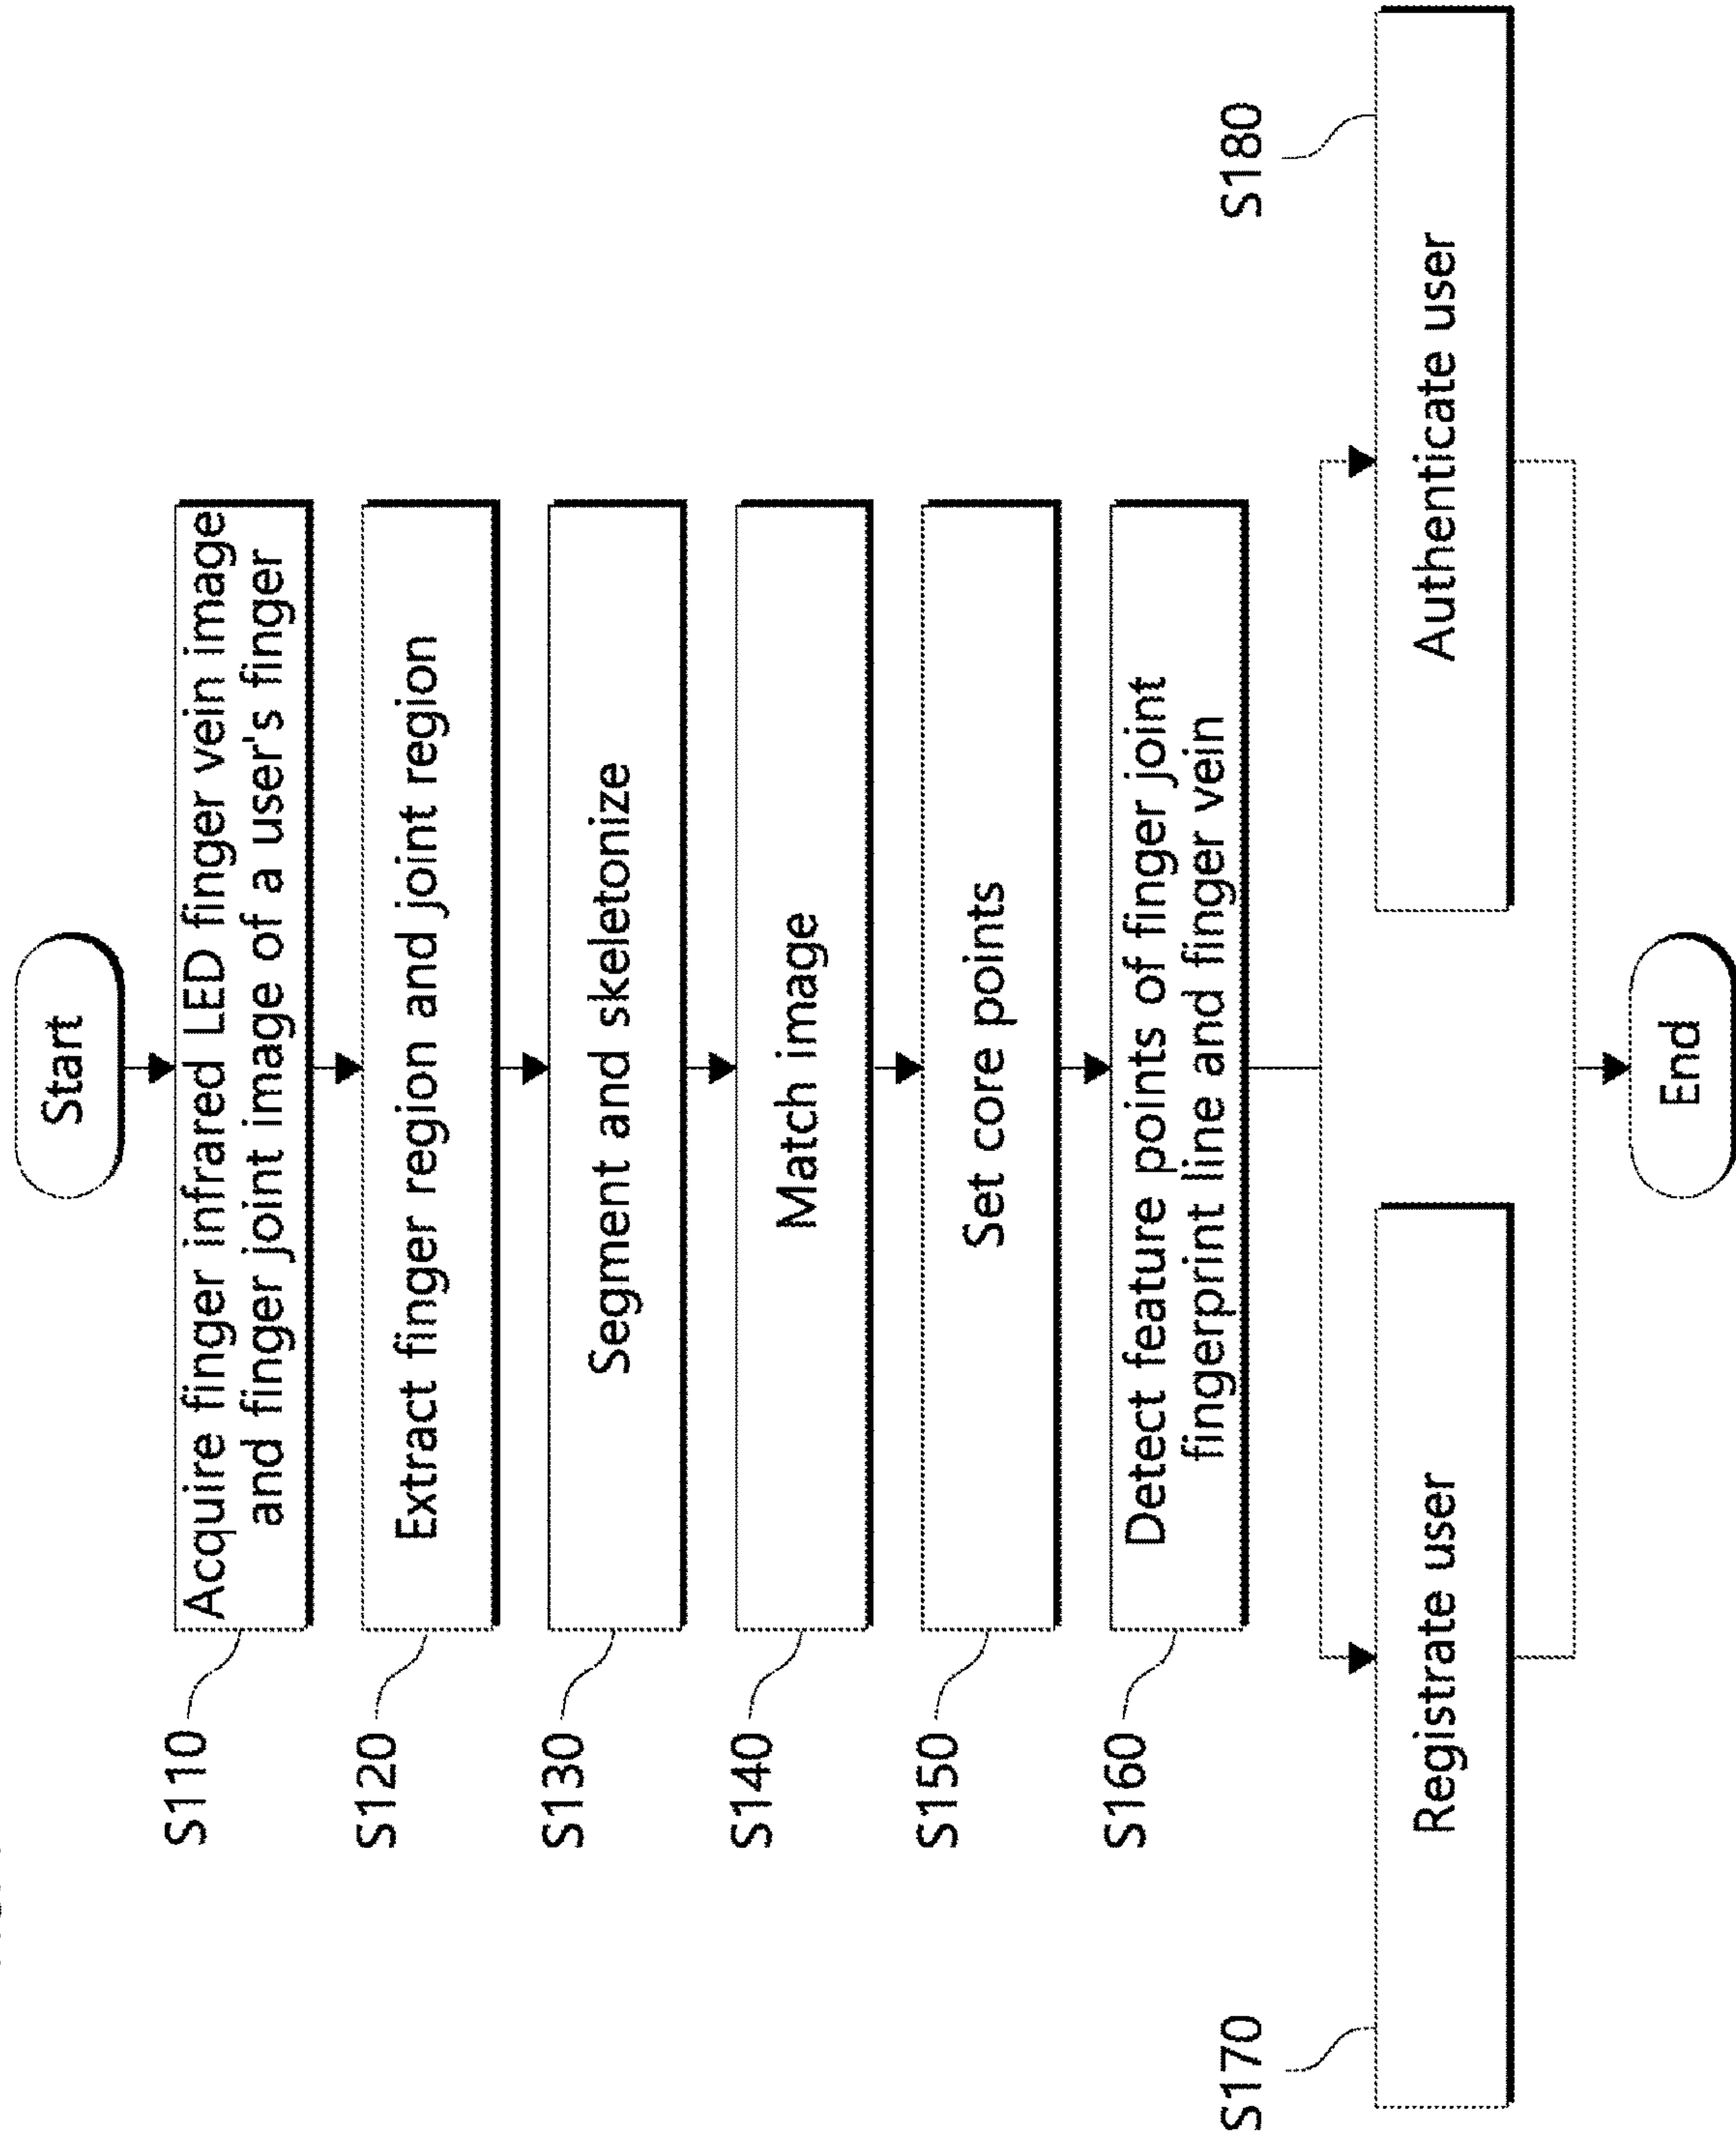 Start
S110
Acquire finger infrared LED finger vein image
and finger joint image of a user's finger
S120
Extract finger region and joint region
S130
Segment and skeletonize
S140
Match image
S150
Set core points
S160
Detect feature points of finger joint
fingerprint line and finger vein
S170
Registrate user
S180
Authenticate user
End